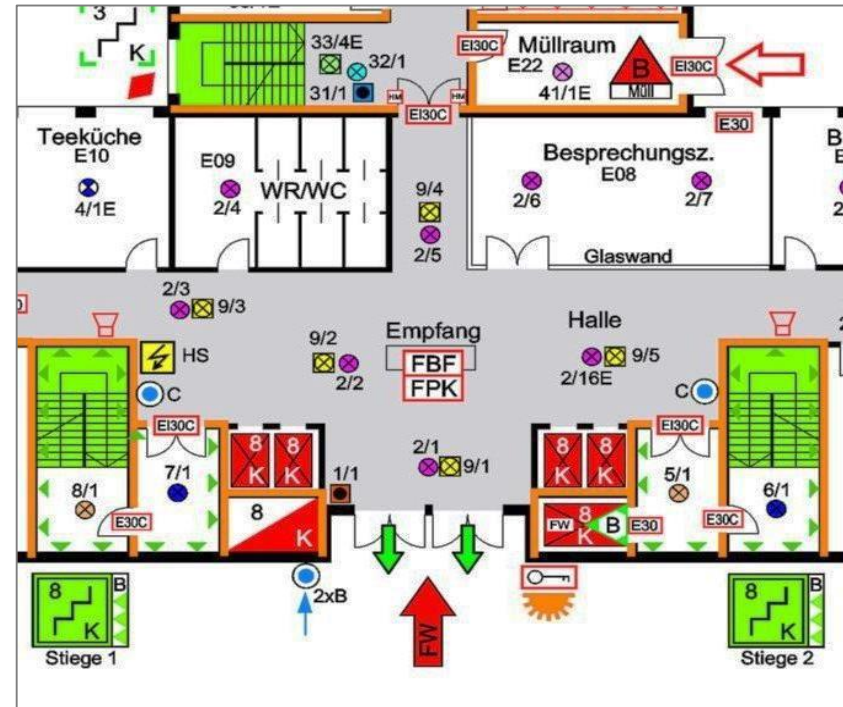 3
K
33/4E
32/1
31/1
HM
HM
EI30C
EI30C
Müllraum
E22
41/1E
B
Müll
EI30C
E30
Teeküche
E10
4/1E
E09
WR/WC
2/4
9/4
2/5
Besprechungsz.
E08
2/6
2/7
Glaswand
B
2/3
9/3
HS
C
9/2
2/2
Empfang
FBF
FPK
Halle
2/16E
9/5
C
EI30C
8
K
8
K
2/1
9/1
8
K
8
K
EI30C
8/1
E30C
7/1
1/1
8
K
FW
8
K
B
E30
5/1
E30C
6/1
8
K
B
Stiege 1
2xB
FW
8
K
B
Stiege 2